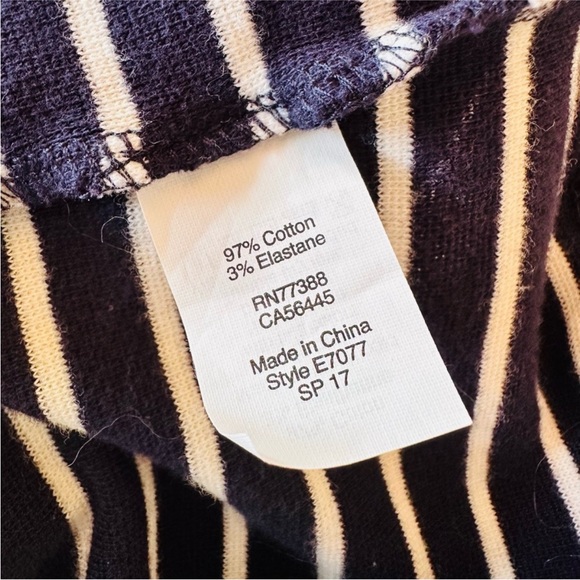 97% Cotton
3% Elastane
RN77388
CA56445
Made in China
Style E7077
SP 17